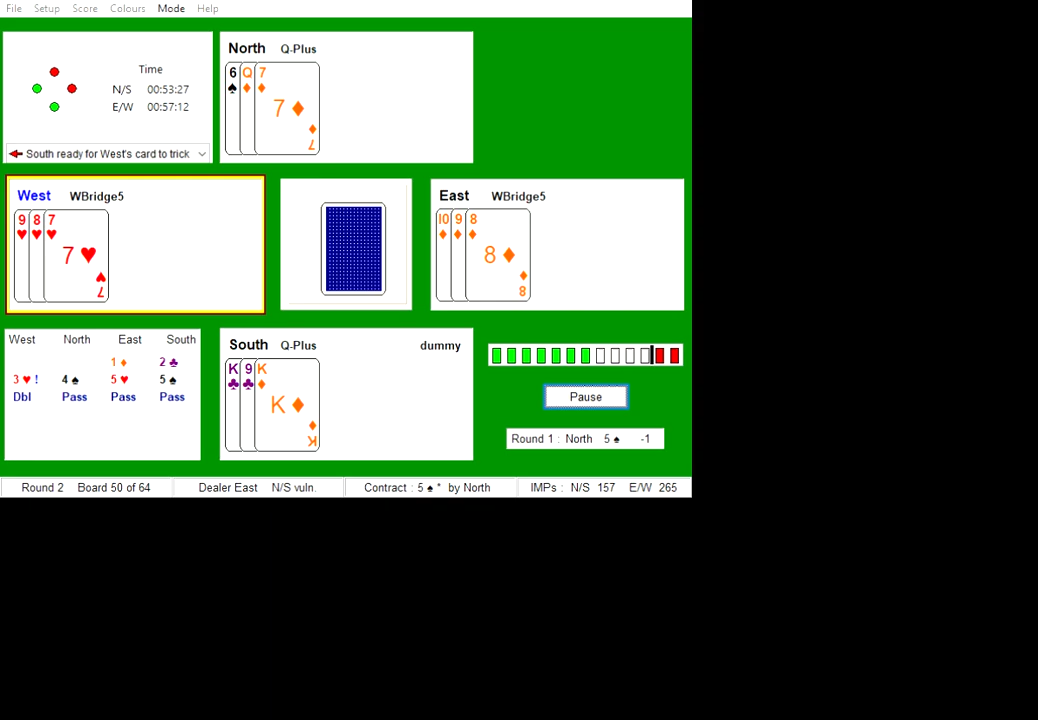 File Setup Score Colours Mode Help
Time
N/S 00:53:27
E/W 00:57:12
South ready for West's card to trick
North Q-Plus
6♠ Q♦ 7♦
7♦
7
West WBridge5
9♥ 8♥ 7♥
7♥
7
East WBridge5
10♦ 9♦ 8♦
8♦
8
West North East South
1♦ 2♣
3♥ ! 4♠ 5♥ 5♠
Dbl Pass Pass Pass
South Q-Plus dummy
K♣ 9♣ K♦
K♦
K
Pause
Round 1 : North 5♠ -1
Round 2 Board 50 of 64 Dealer East N/S vuln. Contract : 5♠ * by North IMPs : N/S 157 E/W 265